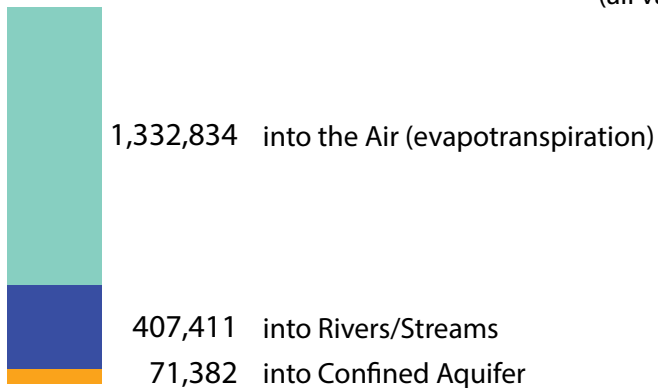 1,332,834 into the Air (evapotranspiration)
407,411 into Rivers/Streams
71,382 into Confined Aquifer